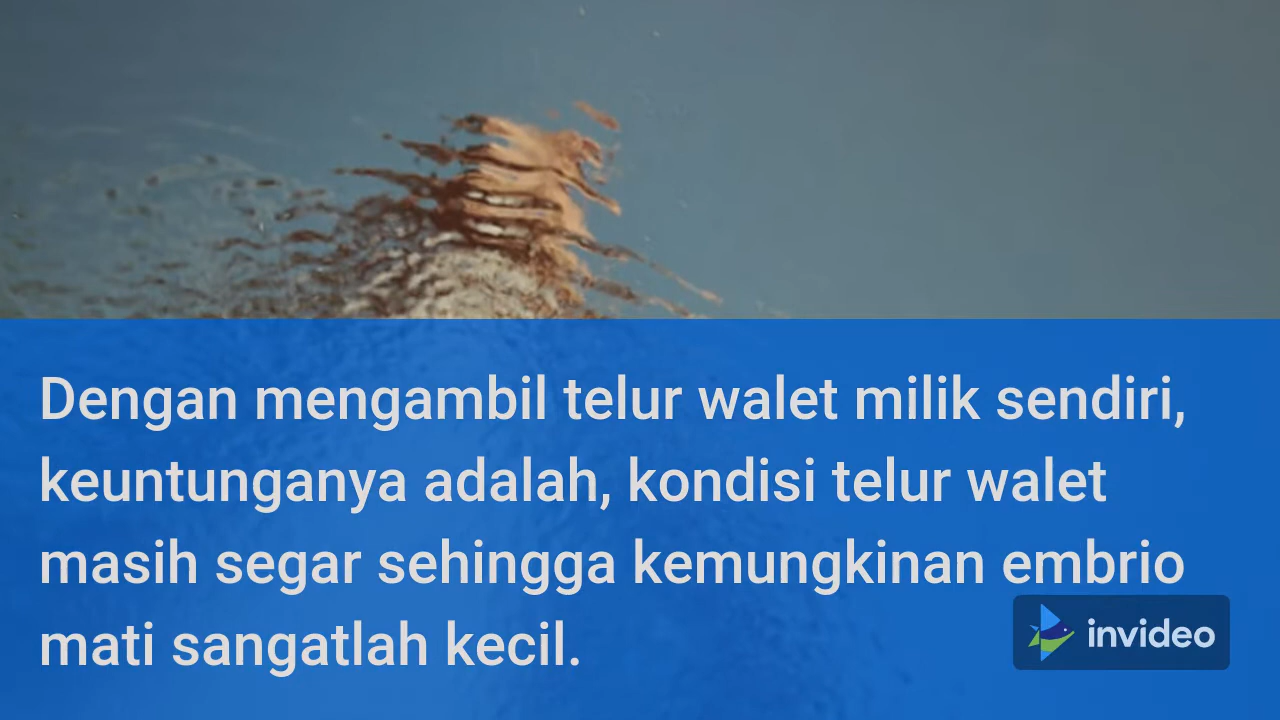 Dengan mengambil telur walet milik sendiri,
keuntunganya adalah, kondisi telur walet
masih segar sehingga kemungkinan embrio
mati sangatlah kecil.
invideo